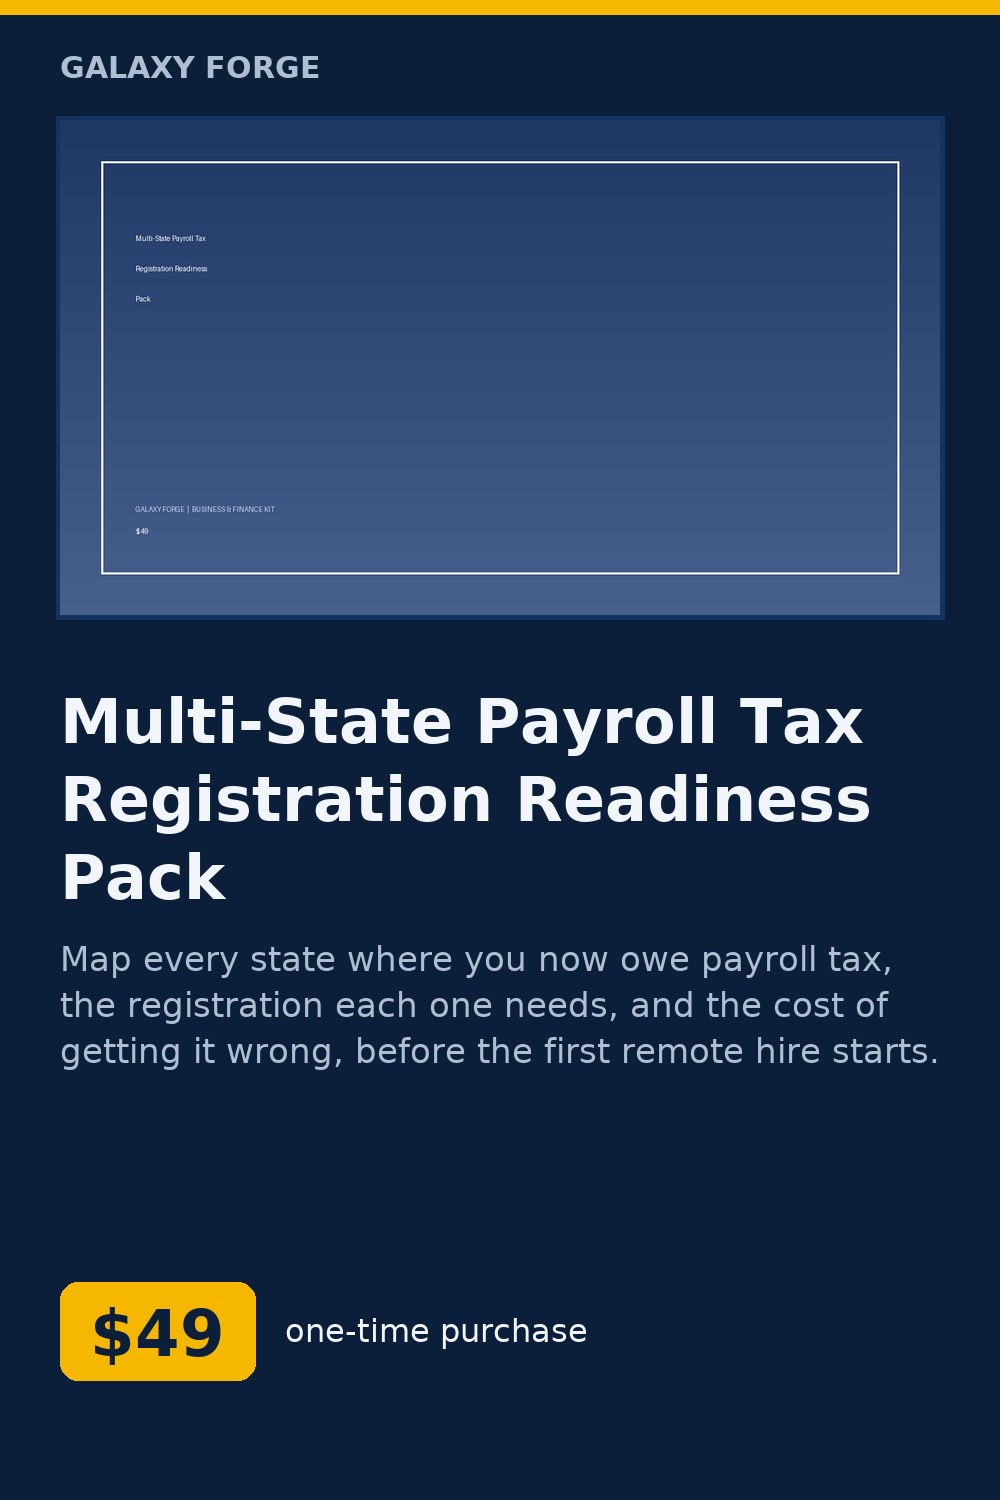 GALAXY FORGE
Multi-State Payroll Tax
Registration Readiness
Pack
GALAXY FORGE | BUSINESS & FINANCE KIT
$49
Multi-State Payroll Tax
Registration Readiness
Pack
Map every state where you now owe payroll tax,
the registration each one needs, and the cost of
getting it wrong, before the first remote hire starts.
$49
one-time purchase